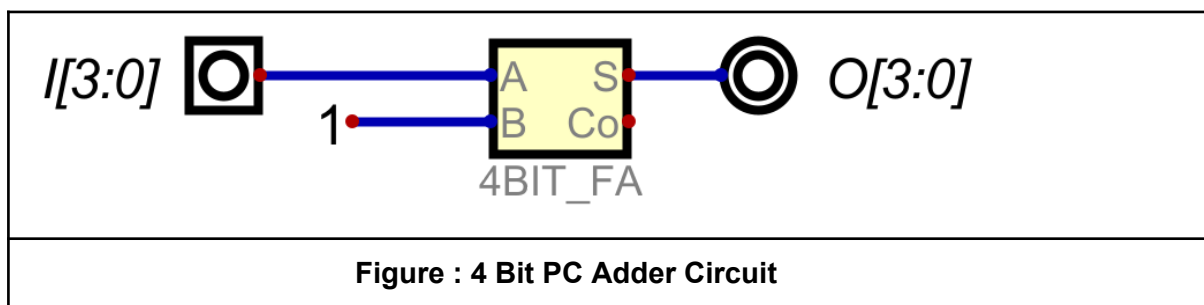 I[3:0]
A
S
O[3:0]
1
B
Co
4BIT_FA
Figure : 4 Bit PC Adder Circuit